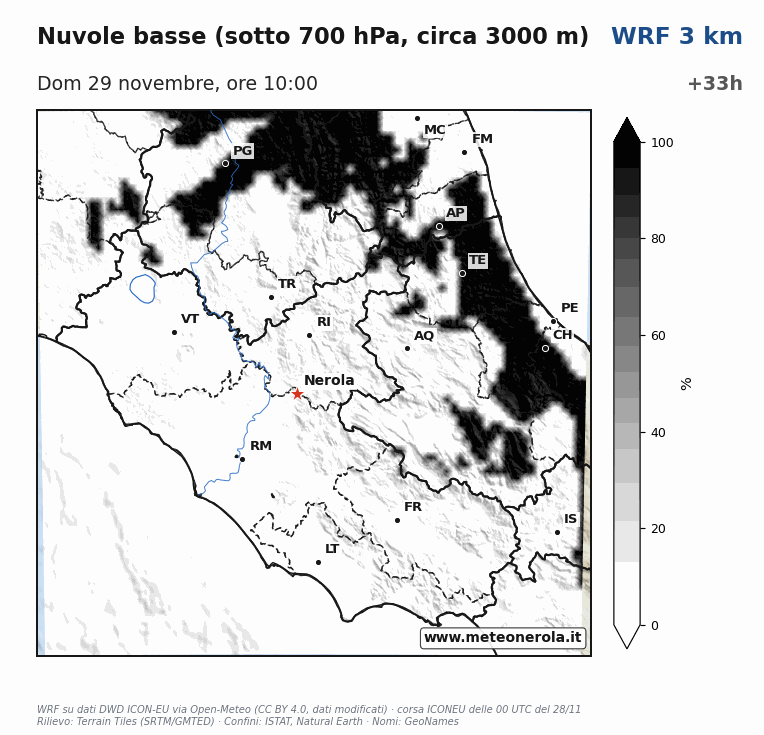 Nuvole basse (sotto 700 hPa, circa 3000 m) WRF 3 km
Dom 29 novembre, ore 10:00 +33h
MC
FM
PG
AP
TE
TR
PE
VT
RI
AQ
CH
Nerola
RM
FR
IS
LT
www.meteonerola.it
100
80
60
40
20
0
%
WRF su dati DWD ICON-EU via Open-Meteo (CC BY 4.0, dati modificati) · corsa ICONEU delle 00 UTC del 28/11
Rilievo: Terrain Tiles (SRTM/GMTED) · Confini: ISTAT, Natural Earth · Nomi: GeoNames